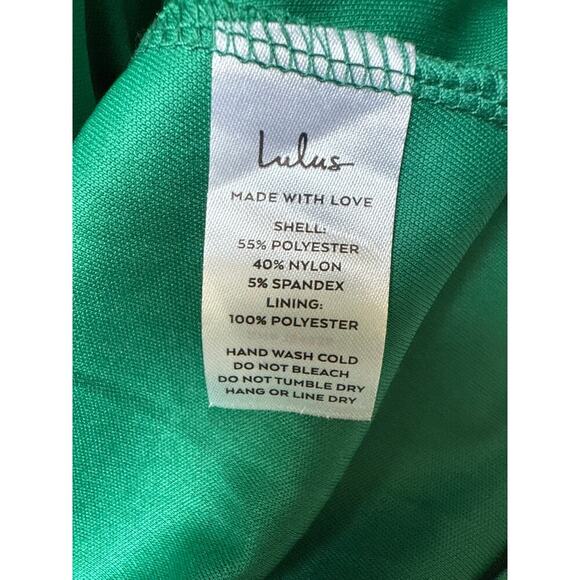 Lulus
MADE WITH LOVE
SHELL:
55% POLYESTER
40% NYLON
5% SPANDEX
LINING:
100% POLYESTER
HAND WASH COLD
DO NOT BLEACH
DO NOT TUMBLE DRY
HANG OR LINE DRY